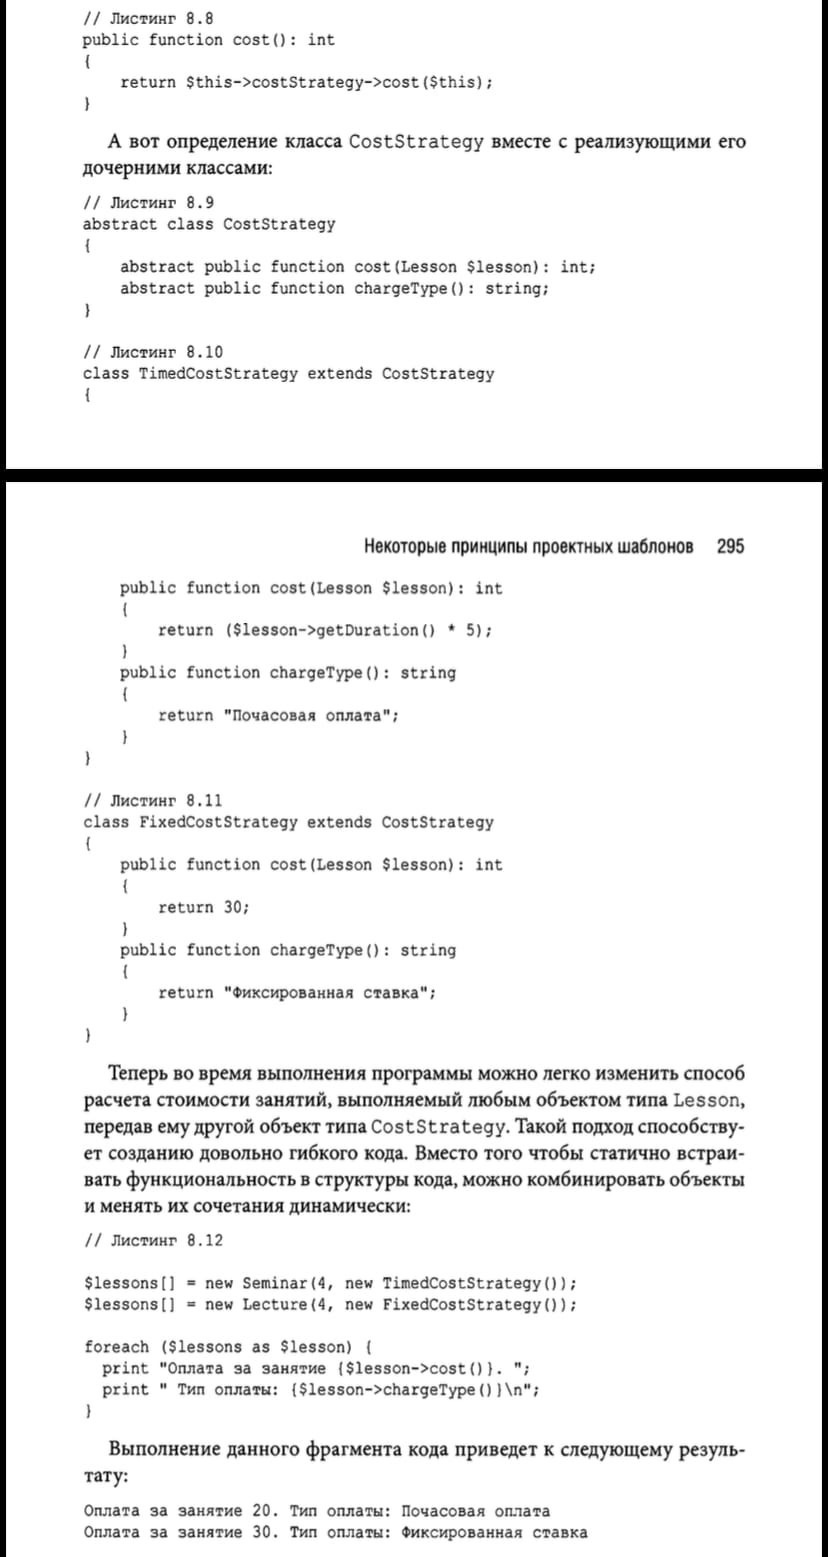 // Листинг 8.8
public function cost(): int
{
    return $this->costStrategy->cost($this);
}
А вот определение класса CostStrategy вместе с реализующими его
дочерними классами:
// Листинг 8.9
abstract class CostStrategy
{
    abstract public function cost(Lesson $lesson): int;
    abstract public function chargeType(): string;
}
// Листинг 8.10
class TimedCostStrategy extends CostStrategy
{
Некоторые принципы проектных шаблонов 295
    public function cost(Lesson $lesson): int
    {
        return ($lesson->getDuration() * 5);
    }
    public function chargeType(): string
    {
        return "Почасовая оплата";
    }
}
// Листинг 8.11
class FixedCostStrategy extends CostStrategy
{
    public function cost(Lesson $lesson): int
    {
        return 30;
    }
    public function chargeType(): string
    {
        return "Фиксированная ставка";
    }
}
Теперь во время выполнения программы можно легко изменить способ
расчета стоимости занятий, выполняемый любым объектом типа Lesson,
передав ему другой объект типа CostStrategy. Такой подход способству-
ет созданию довольно гибкого кода. Вместо того чтобы статично встраи-
вать функциональность в структуры кода, можно комбинировать объекты
и менять их сочетания динамически:
// Листинг 8.12
$lessons[] = new Seminar(4, new TimedCostStrategy());
$lessons[] = new Lecture(4, new FixedCostStrategy());
foreach ($lessons as $lesson) {
  print "Оплата за занятие {$lesson->cost()}. ";
  print " Тип оплаты: {$lesson->chargeType()}\n";
}
Выполнение данного фрагмента кода приведет к следующему резуль-
тату:
Оплата за занятие 20. Тип оплаты: Почасовая оплата
Оплата за занятие 30. Тип оплаты: Фиксированная ставка